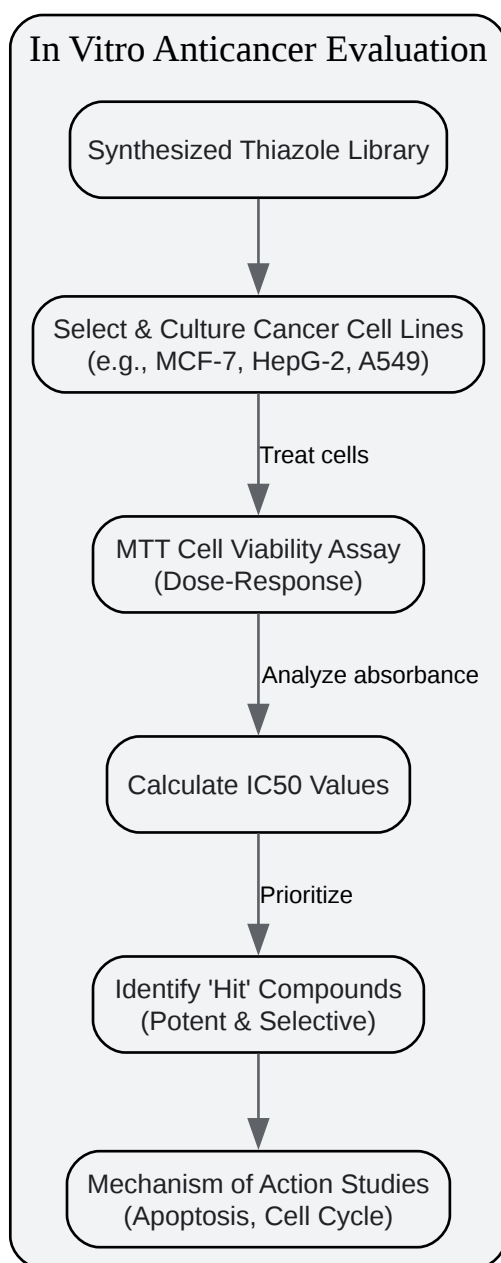 In Vitro Anticancer Evaluation
Synthesized Thiazole Library
Select & Culture Cancer Cell Lines
(e.g., MCF-7, HepG-2, A549)
Treat cells
MTT Cell Viability Assay
(Dose-Response)
Analyze absorbance
Calculate IC50 Values
Prioritize
Identify 'Hit' Compounds
(Potent & Selective)
Mechanism of Action Studies
(Apoptosis, Cell Cycle)